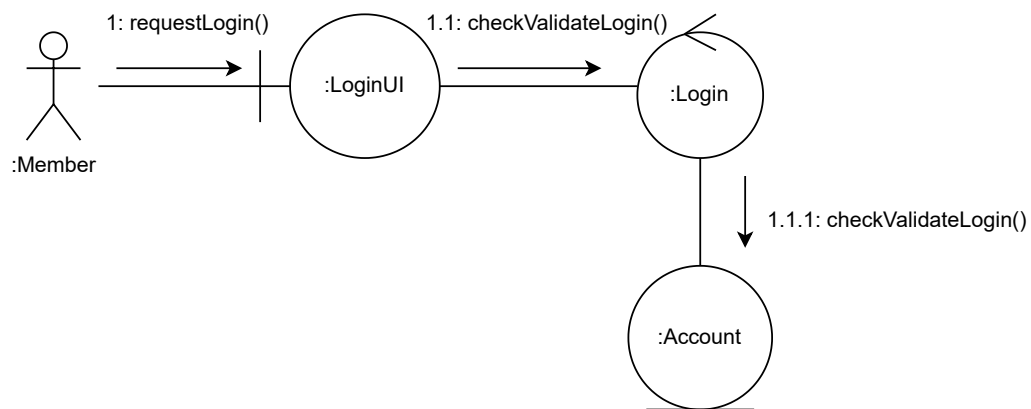 1: requestLogin()
1.1: checkValidateLogin()
:LoginUI
:Login
:Member
1.1.1: checkValidateLogin()
:Account